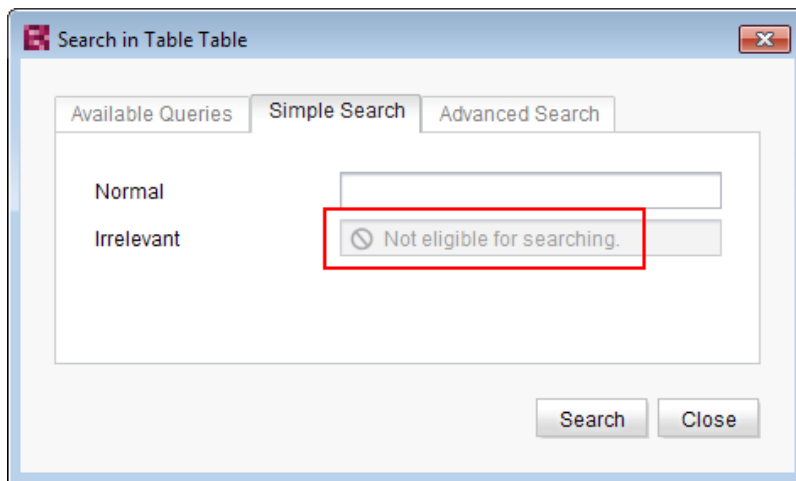 Search in Table Table
Available Queries Simple Search Advanced Search
Normal
Irrelevant Not eligible for searching.
Search Close